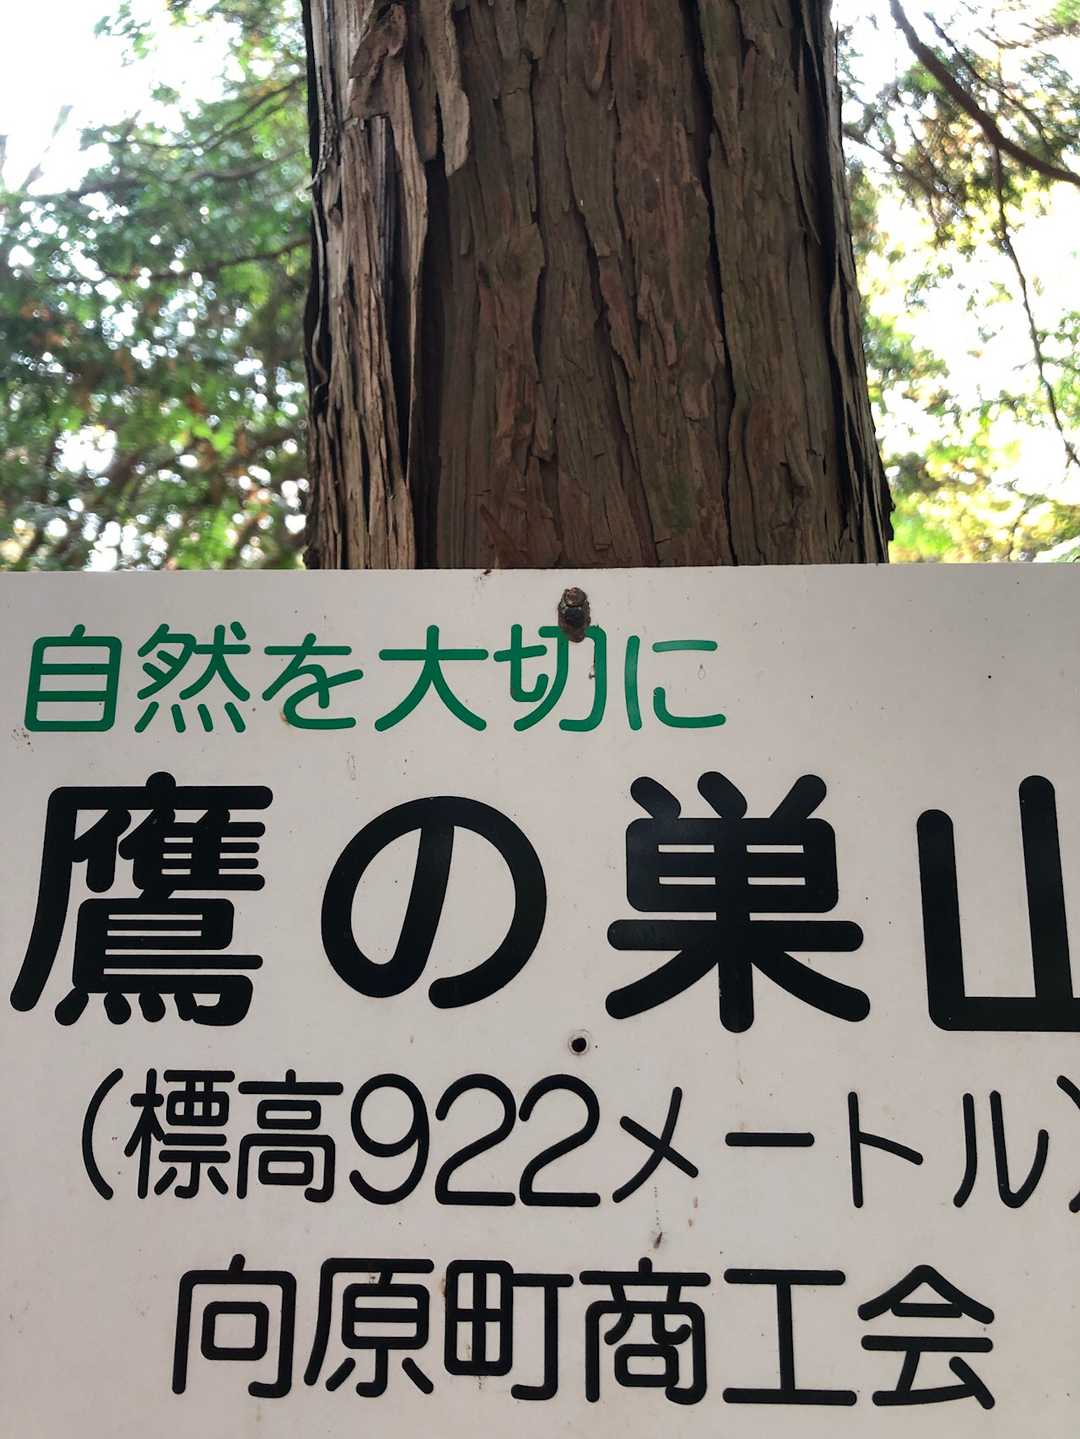 自然を大切に
鷹の巣山
(標高922メートル)
向原町商工会